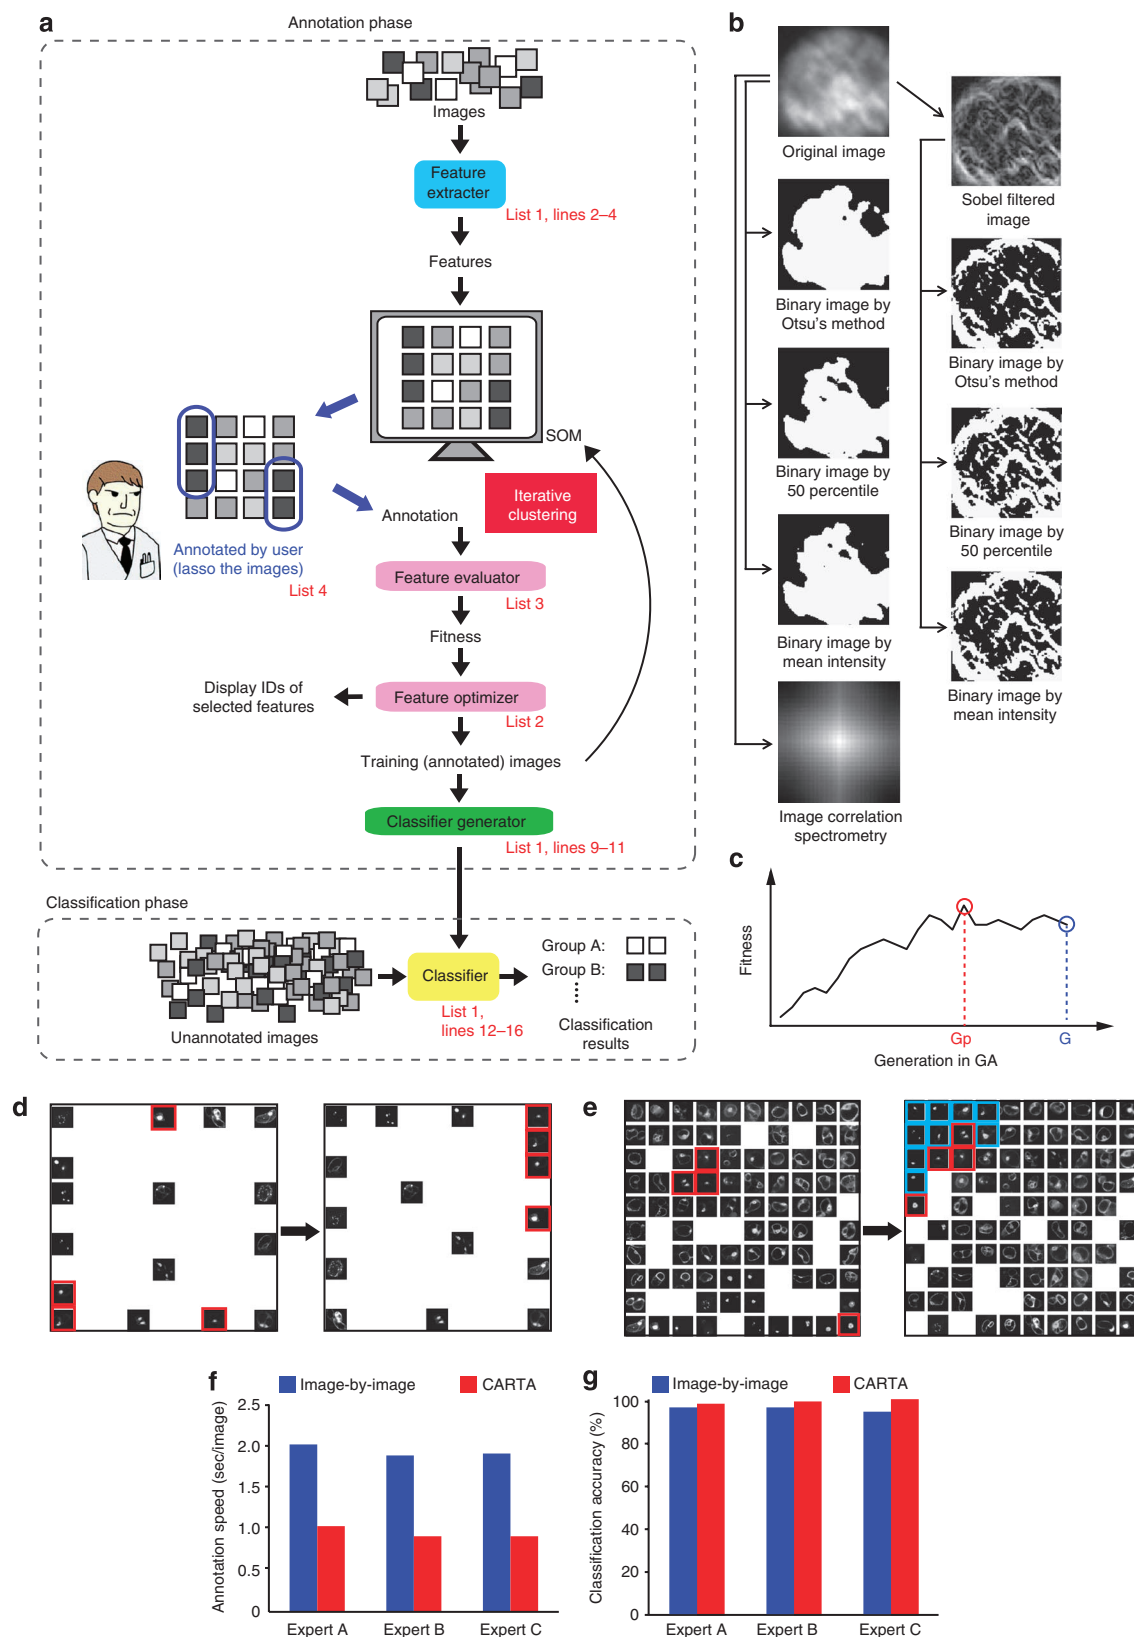 a
Annotation phase
Images
Feature
extracter
List 1, lines 2–4
Features
SOM
Iterative
clustering
Annotated by user
(lasso the images)
List 4
Annotation
Feature evaluator
List 3
Fitness
Display IDs of
selected features
Feature optimizer
List 2
Training (annotated) images
Classifier generator
List 1, lines 9–11
Classification phase
Unannotated images
Classifier
List 1,
lines 12–16
Group A:
Group B:
Classification
results
b
Original image
Sobel filtered
image
Binary image by
Otsu's method
Binary image by
Otsu's method
Binary image by
50 percentile
Binary image by
50 percentile
Binary image by
mean intensity
Binary image by
mean intensity
Image correlation
spectrometry
c
Fitness
Gp
G
Generation in GA
d
e
f
Image-by-image
CARTA
Annotation speed (sec/image)
2.5
2.0
1.5
1.0
0.5
0
Expert A
Expert B
Expert C
g
Image-by-image
CARTA
Classification accuracy (%)
100
80
60
40
20
0
Expert A
Expert B
Expert C